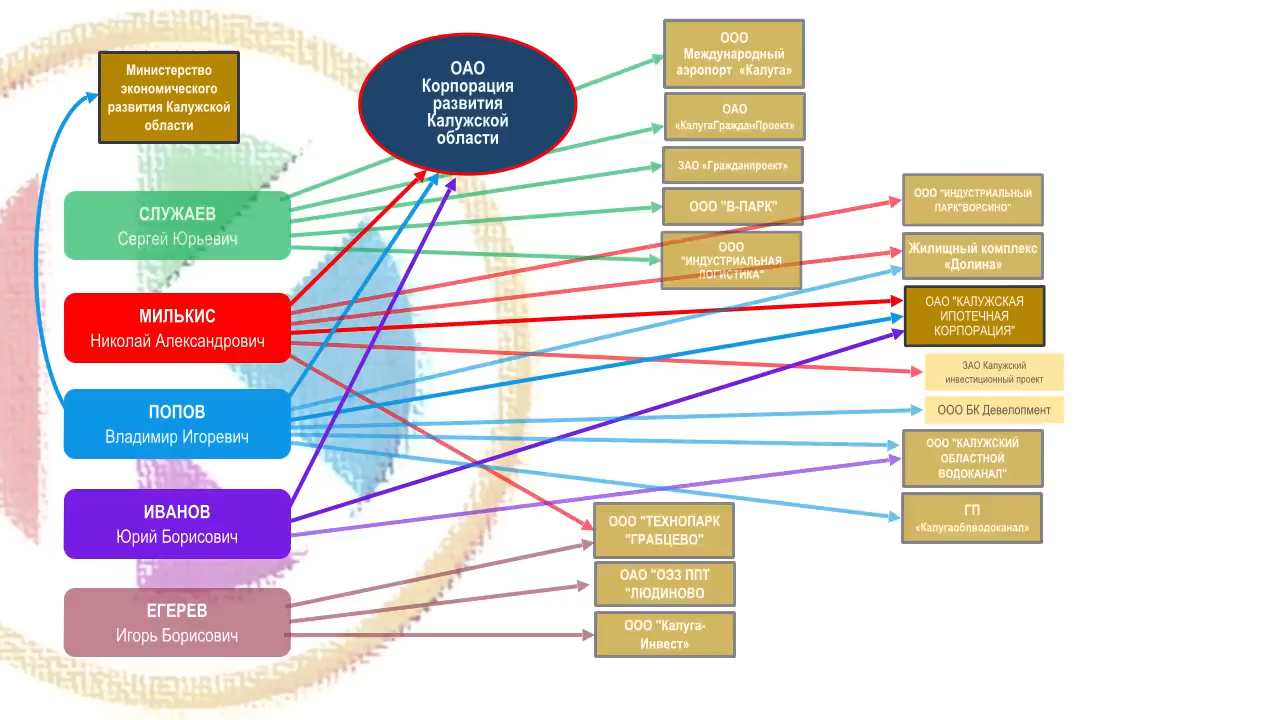 Министерство
экономического
развития Калужской
области
ОАО
Корпорация
развития
Калужской
области
СЛУЖАЕВ
Сергей Юрьевич
МИЛЬКИС
Николай Александрович
ПОПОВ
Владимир Игоревич
ИВАНОВ
Юрий Борисович
ЕГЕРЕВ
Игорь Борисович
ООО
Международный
аэропорт «Калуга»
ОАО
«КалугаГражданПроект»
ЗАО «Гражданпроект»
ООО "В-ПАРК"
ООО
"ИНДУСТРИАЛЬНАЯ
ЛОГИСТИКА"
ООО "ИНДУСТРИАЛЬНЫЙ
ПАРК"ВОРСИНО"
Жилищный комплекс
«Долина»
ОАО "КАЛУЖСКАЯ
ИПОТЕЧНАЯ
КОРПОРАЦИЯ"
ЗАО Калужский
инвестиционный проект
ООО БК Девелопмент
ООО "КАЛУЖСКИЙ
ОБЛАСТНОЙ
ВОДОКАНАЛ"
ГП
«Калугаоблводоканал»
ООО "ТЕХНОПАРК
"ГРАБЦЕВО"
ОАО "ОЭЗ ППТ
"ЛЮДИНОВО
ООО "Калуга-
Инвест»